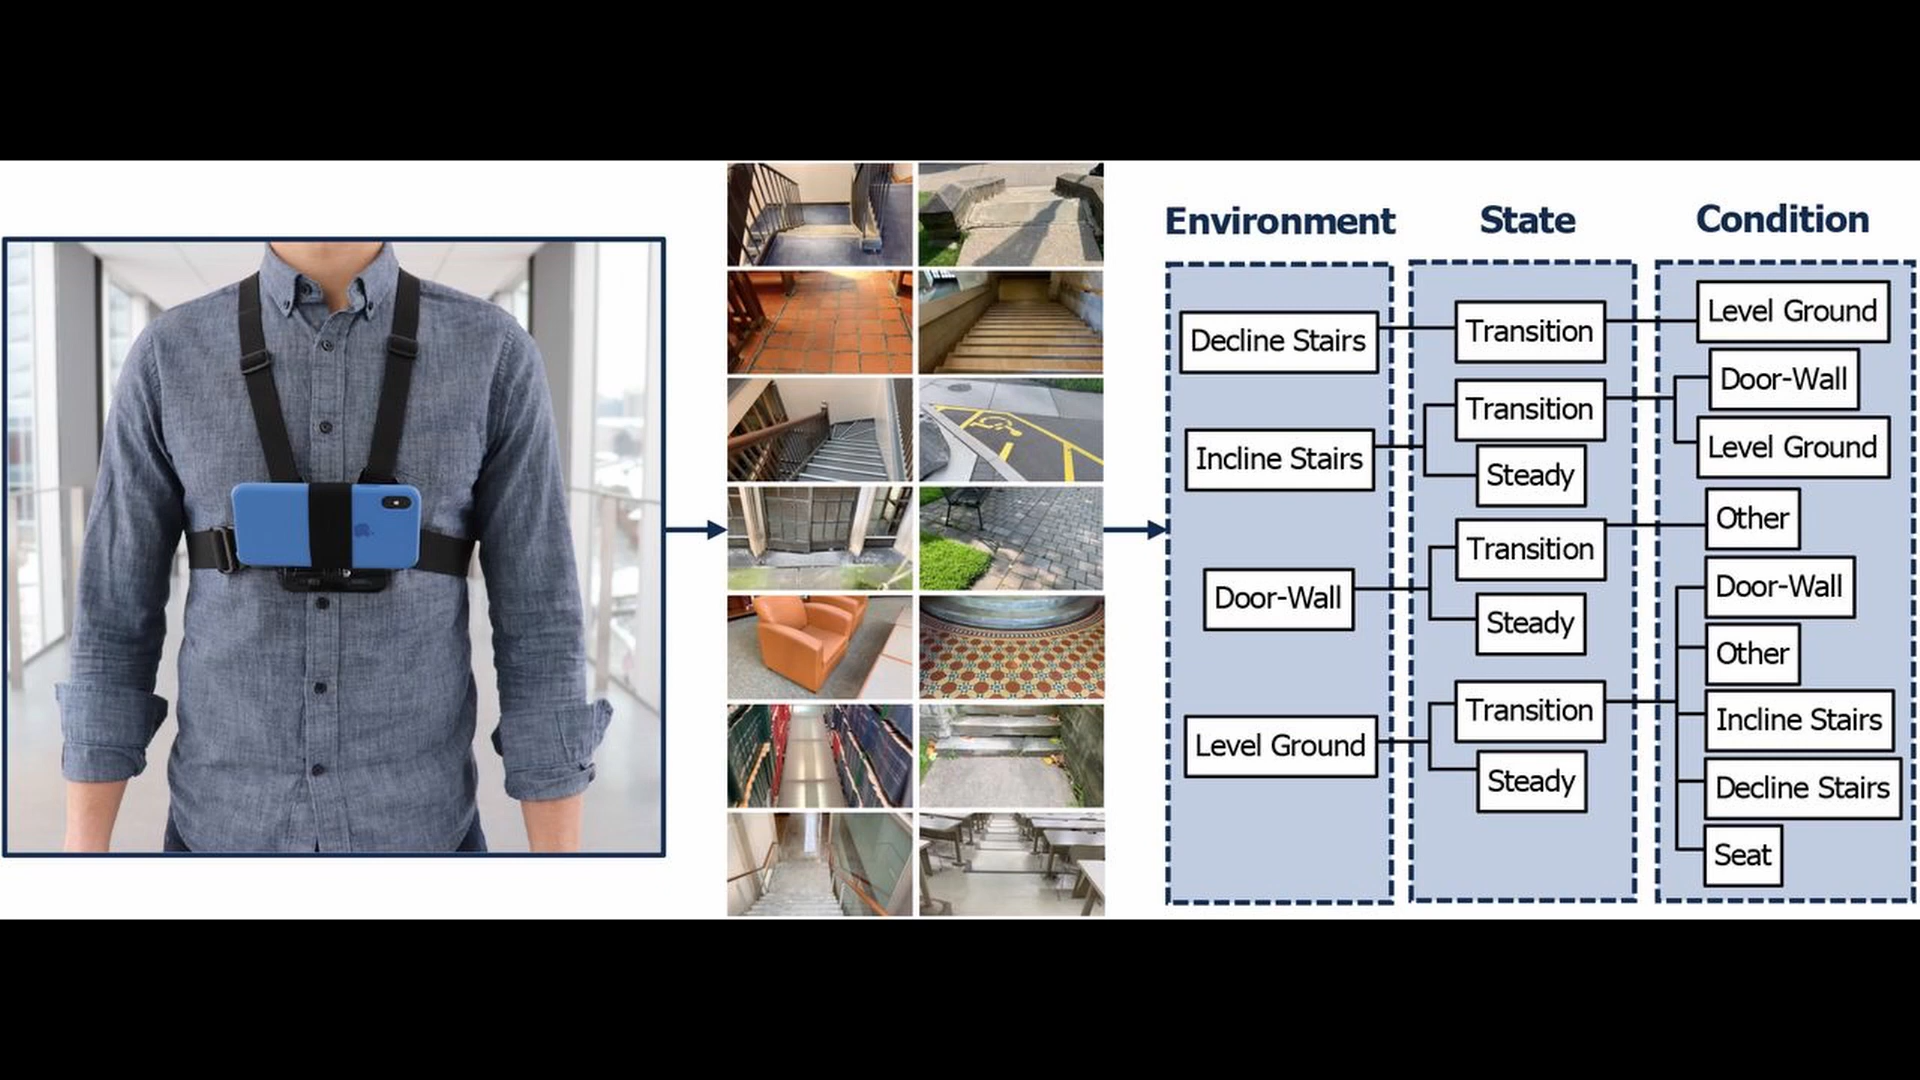 Environment
State
Condition
Decline Stairs
Transition
Level Ground
Incline Stairs
Transition
Door-Wall
Level Ground
Steady
Door-Wall
Transition
Other
Steady
Level Ground
Transition
Door-Wall
Other
Incline Stairs
Decline Stairs
Seat
Steady